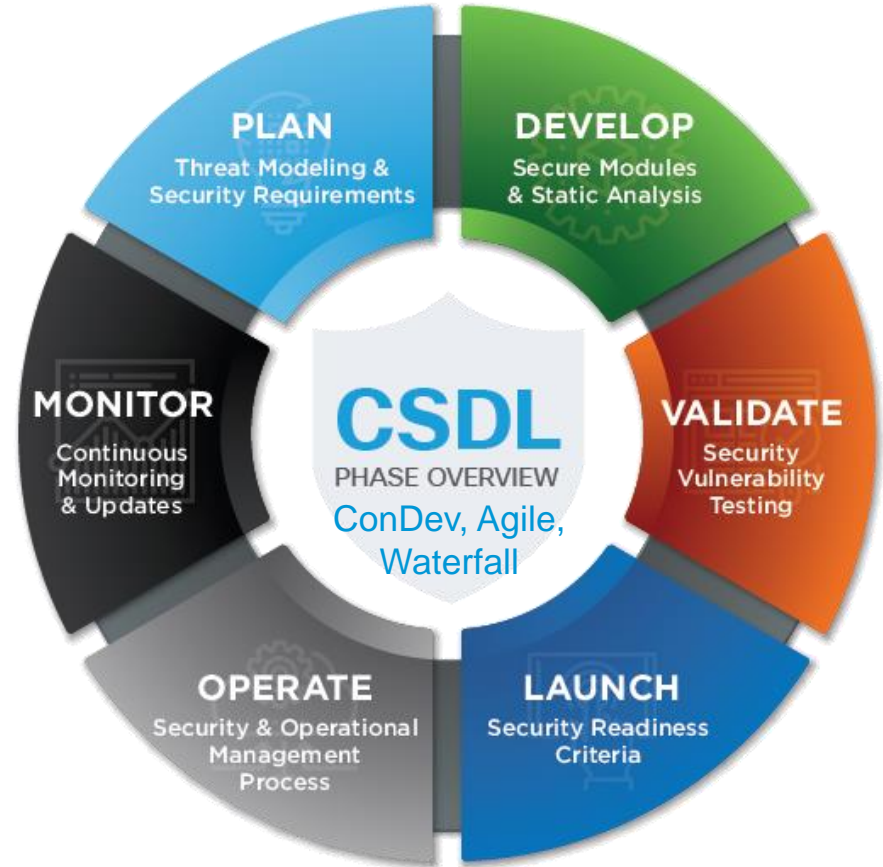 PLAN
Threat Modeling &
Security Requirements
DEVELOP
Secure Modules
& Static Analysis
VALIDATE
Security
Vulnerability
Testing
LAUNCH
Security Readiness
Criteria
OPERATE
Security & Operational
Management
Process
MONITOR
Continuous
Monitoring
& Updates
CSDL
PHASE OVERVIEW
ConDev, Agile,
Waterfall